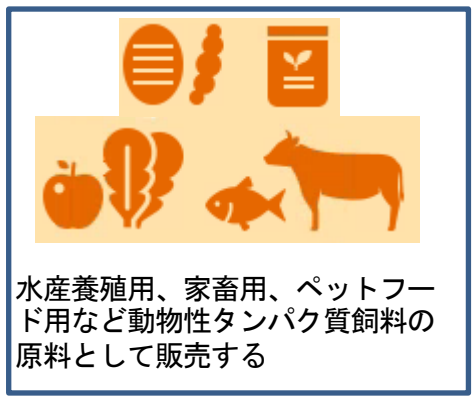 水産養殖用、家畜用、ペットフー
ド用など動物性タンパク質飼料の
原料として販売する